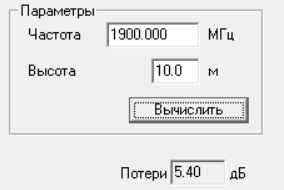 Параметры
Частота 1900.000 МГц
Высота 10.0 м
Вычислить
Потери 5.40 дБ